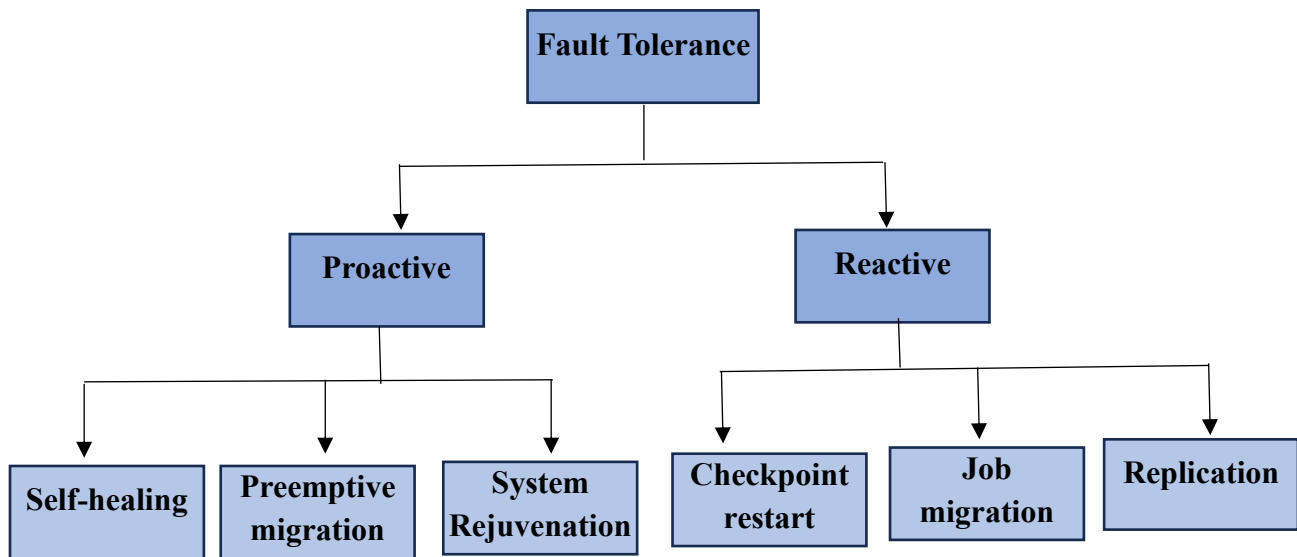 Fault Tolerance
Proactive
Reactive
Self-healing
Preemptive
migration
System
Rejuvenation
Checkpoint
restart
Job
migration
Replication